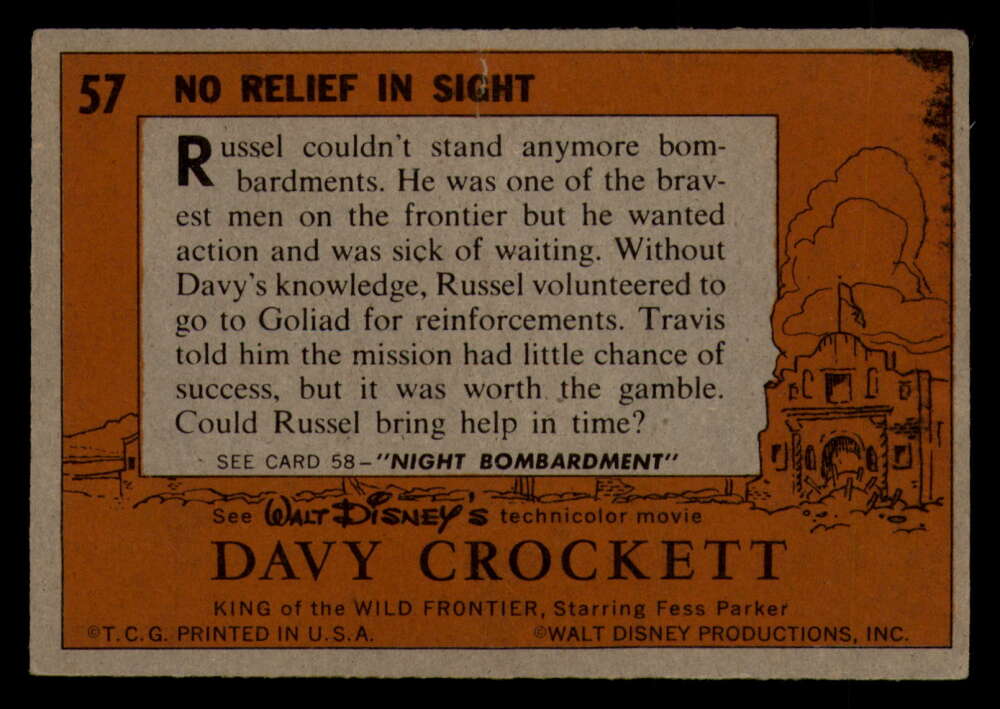 57 NO RELIEF IN SIGHT
Russel couldn't stand anymore bom-
bardments. He was one of the brav-
est men on the frontier but he wanted
action and was sick of waiting. Without
Davy's knowledge, Russel volunteered to
go to Goliad for reinforcements. Travis
told him the mission had little chance of
success, but it was worth the gamble.
Could Russel bring help in time?
SEE CARD 58-"NIGHT BOMBARDMENT"
See WALT DISNEY'S technicolor movie
DAVY CROCKETT
KING of the WILD FRONTIER, Starring Fess Parker
©T.C.G. PRINTED IN U.S.A. ©WALT DISNEY PRODUCTIONS, INC.